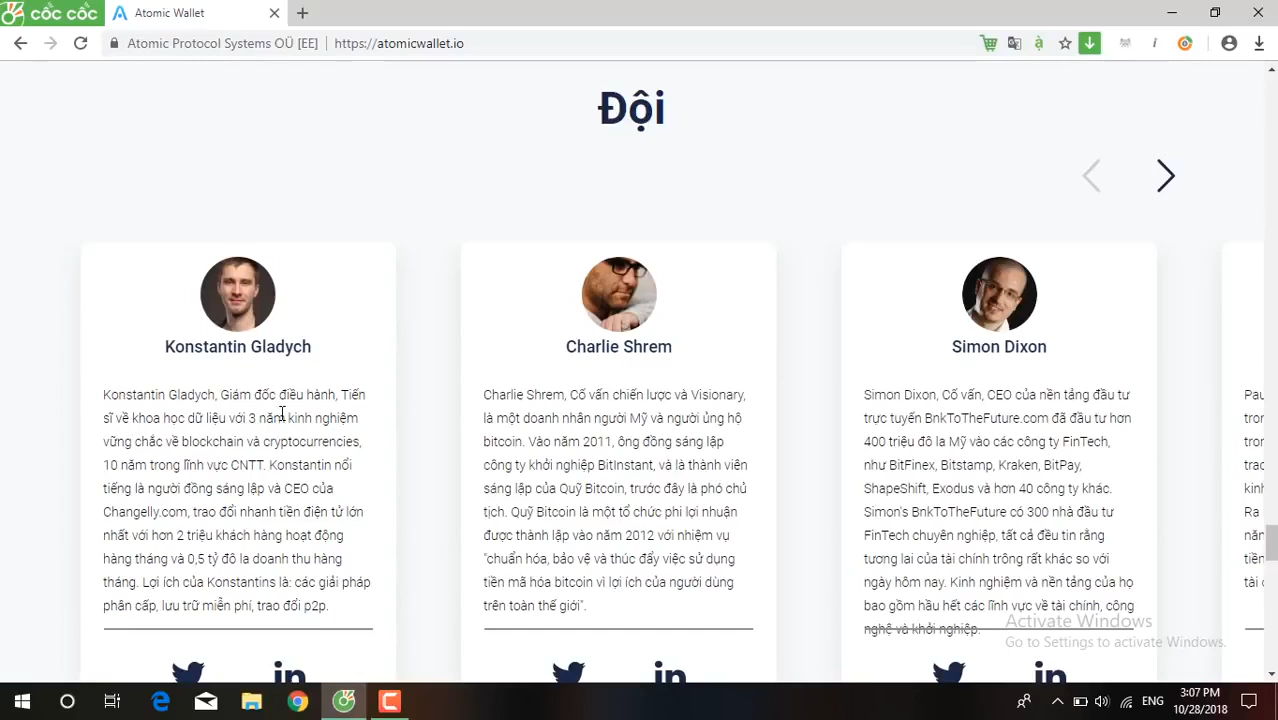 cốc cốc
Atomic Wallet
Atomic Protocol Systems OÜ [EE]
https://atomicwallet.io
Đội
Konstantin Gladych
Konstantin Gladych, Giám đốc điều hành, Tiến
sĩ về khoa học dữ liệu với 3 năm kinh nghiệm
vững chắc về blockchain và cryptocurrencies,
10 năm trong lĩnh vực CNTT. Konstantin nổi
tiếng là người đồng sáng lập và CEO của
Changelly.com, trao đổi nhanh tiền điện tử lớn
nhất với hơn 2 triệu khách hàng hoạt động
hàng tháng và 0,5 tỷ đô la doanh thu hàng
tháng. Lợi ích của Konstantins là: các giải pháp
phân cấp, lưu trữ miễn phí, trao đổi p2p.
Charlie Shrem
Charlie Shrem, Cố vấn chiến lược và Visionary,
là một doanh nhân người Mỹ và người ủng hộ
bitcoin. Vào năm 2011, ông đồng sáng lập
công ty khởi nghiệp BitInstant, và là thành viên
sáng lập của Quỹ Bitcoin, trước đây là phó chủ
tịch. Quỹ Bitcoin là một tổ chức phi lợi nhuận
được thành lập vào năm 2012 với nhiệm vụ
"chuẩn hóa, bảo vệ và thúc đẩy việc sử dụng
tiền mã hóa bitcoin vì lợi ích của người dùng
trên toàn thế giới".
Simon Dixon
Simon Dixon, Cố vấn, CEO của nền tảng đầu tư
trực tuyến BnkToTheFuture.com đã đầu tư hơn
400 triệu đô la Mỹ vào các công ty FinTech,
như BitFinex, Bitstamp, Kraken, BitPay,
ShapeShift, Exodus và hơn 40 công ty khác.
Simon's BnkToTheFuture có 300 nhà đầu tư
FinTech chuyên nghiệp, tất cả đều tin rằng
tương lai của tài chính trông rất khác so với
ngày hôm nay. Kinh nghiệm và nền tảng của họ
bao gồm hầu hết các lĩnh vực về tài chính, công
nghệ và khởi nghiệp.
Activate Windows
Go to Settings to activate Windows.
ENG
3:07 PM
10/28/2018